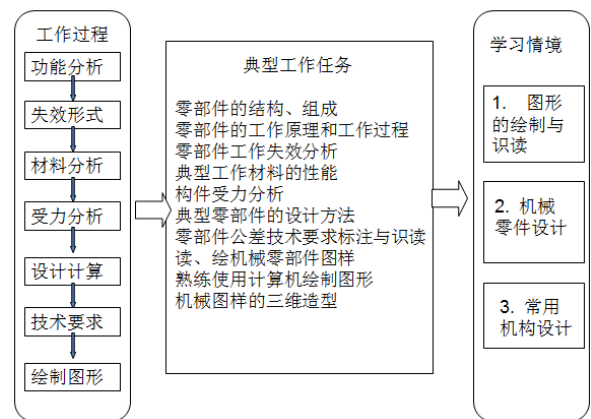 工作过程
功能分析
失效形式
材料分析
受力分析
设计计算
技术要求
绘制图形
典型工作任务
零部件的结构、组成
零部件的工作原理和工作过程
零部件工作失效分析
典型工作材料的性能
构件受力分析
典型零部件的设计方法
零部件公差技术要求标注与识读
读、绘机械零部件图样
熟练使用计算机绘制图形
机械图样的三维造型
学习情境
1. 图形
的绘制与
识读
2. 机械
零件设计
3. 常用
机构设计